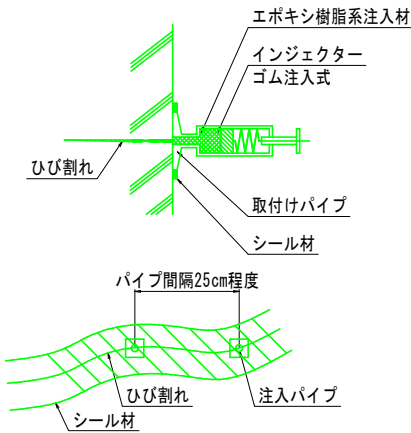 エポキシ樹脂系注入材
インジェクター
ゴム注入式
ひび割れ
取付けパイプ
シール材
パイプ間隔25cm程度
ひび割れ
注入パイプ
シール材